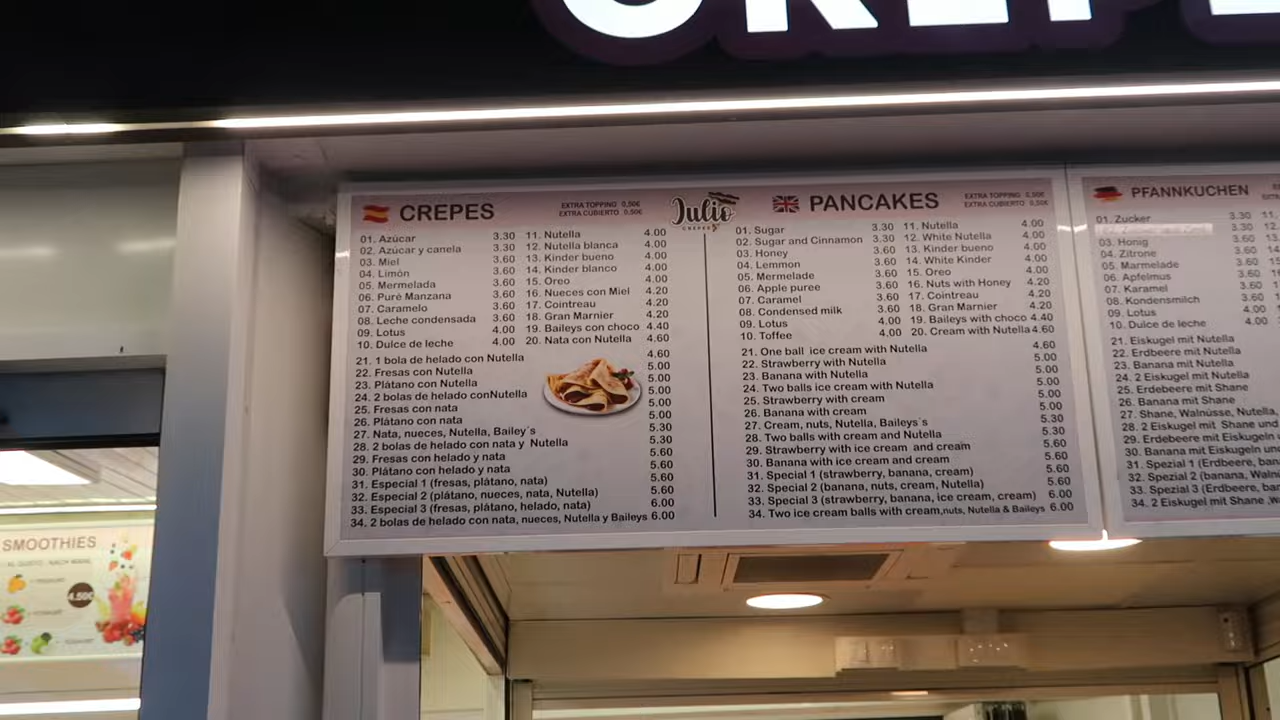 CREPES
EXTRA TOPPING 0,50€
EXTRA CUBIERTO 0,50€
01. Azúcar 3.30
02. Azúcar y canela 3.30
03. Miel 3.60
04. Limón 3.60
05. Mermelada 3.60
06. Puré Manzana 3.60
07. Caramelo 3.60
08. Leche condensada 3.60
09. Lotus 4.00
10. Dulce de leche 4.00
11. Nutella 4.00
12. Nutella blanca 4.00
13. Kinder bueno 4.00
14. Kinder blanco 4.00
15. Oreo 4.00
16. Nueces con Miel 4.20
17. Cointreau 4.20
18. Gran Marnier 4.20
19. Baileys con choco 4.40
20. Nata con Nutella 4.60
21. 1 bola de helado con Nutella 4.60
22. Fresas con Nutella 5.00
23. Plátano con Nutella 5.00
24. 2 bolas de helado conNutella 5.00
25. Fresas con nata 5.00
26. Plátano con nata 5.00
27. Nata, nueces, Nutella, Bailey´s 5.30
28. 2 bolas de helado con nata y Nutella 5.30
29. Fresas con helado y nata 5.60
30. Plátano con helado y nata 5.60
31. Especial 1 (fresas, plátano, nata) 5.60
32. Especial 2 (plátano, nueces, nata, Nutella) 5.60
33. Especial 3 (fresas, plátano, helado, nata) 6.00
34. 2 bolas de helado con nata, nueces, Nutella y Baileys 6.00
Julio
CREPES
PANCAKES
EXTRA TOPPING 0,50€
EXTRA CUBIERTO 0,50€
01. Sugar 3.30
02. Sugar and Cinnamon 3.30
03. Honey 3.60
04. Lemmon 3.60
05. Mermelade 3.60
06. Apple puree 3.60
07. Caramel 3.60
08. Condensed milk 3.60
09. Lotus 4.00
10. Toffee 4.00
11. Nutella 4.00
12. White Nutella 4.00
13. Kinder bueno 4.00
14. White Kinder 4.00
15. Oreo 4.00
16. Nuts with Honey 4.20
17. Cointreau 4.20
18. Gran Marnier 4.20
19. Baileys with choco 4.40
20. Cream with Nutella 4.60
21. One ball ice cream with Nutella 4.60
22. Strawberry with Nutella 5.00
23. Banana with Nutella 5.00
24. Two balls ice cream with Nutella 5.00
25. Strawberry with cream 5.00
26. Banana with cream 5.00
27. Cream, nuts, Nutella, Baileys´s 5.30
28. Two balls with cream and Nutella 5.30
29. Strawberry with ice cream and cream 5.60
30. Banana with ice cream and cream 5.60
31. Special 1 (strawberry, banana, cream) 5.60
32. Special 2 (banana, nuts, cream, Nutella) 5.60
33. Special 3 (strawberry, banana, ice cream, cream) 6.00
34. Two ice cream balls with cream,nuts, Nutella & Baileys 6.00
PFANNKUCHEN
01. Zucker 3.30 11.
03. Honig 3.60
04. Zitrone 3.60
05. Marmelade 3.60
06. Apfelmus 3.60
07. Karamel 3.60
08. Kondensmilch 3.60
09. Lotus 4.00
10. Dulce de leche 4.00
21. Eiskugel mit Nutella
22. Erdbeere mit Nutella
23. Banana mit Nutella
24. 2 Eiskugel mit Nutella
25. Erdebeere mit Shane
26. Banana mit Shane
27. Shane, Walnüsse, Nutella,
28. 2 Eiskugel mit Shane und
29. Erdebeere mit Eiskugeln
30. Banana mit Eiskugeln un
31. Spezial 1 (Erdbeere, ban
32. Spezial 2 (banana, Waln
33. Spezial 3 (Erdbeere, ban
34. 2 Eiskugel mit Shane
SMOOTHIES
4.50€